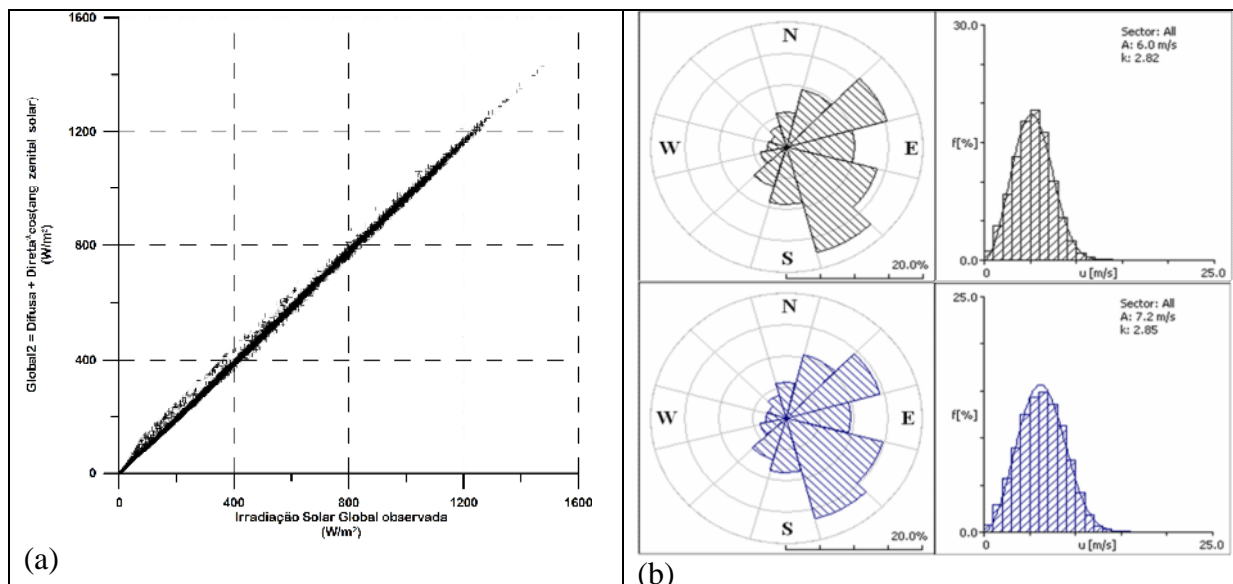 1600
1200
800
400
0
Global2 = Difusa + Direta*cos(ang zenital solar)
(W/m²)
0 400 800 1200 1600
Irradiação Solar Global observada
(W/m²)
(a)
N
W E
S
20.0%
30.0
Sector: All
A: 6.0 m/s
k: 2.82
f[%]
0.0
0 u [m/s] 25.0
N
W E
S
20.0%
25.0
Sector: All
A: 7.2 m/s
k: 2.85
f[%]
0.0
0 u [m/s] 25.0
(b)